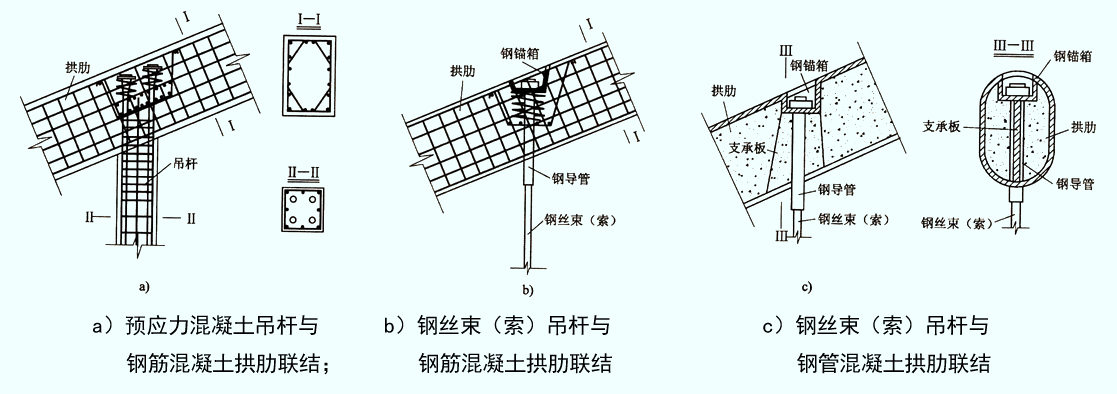 I
I—I
拱肋
I
吊杆
II—II
II
II
a)
钢锚箱
I
拱肋
I
钢导管
钢丝束（索）
b)
III
钢锚箱
拱肋
支承板
钢导管
钢丝束（索）
III
c)
III—III
钢锚箱
支承板
拱肋
钢导管
钢丝束（索）
a）预应力混凝土吊杆与
钢筋混凝土拱肋联结；
b）钢丝束（索）吊杆与
钢筋混凝土拱肋联结
c）钢丝束（索）吊杆与
钢管混凝土拱肋联结